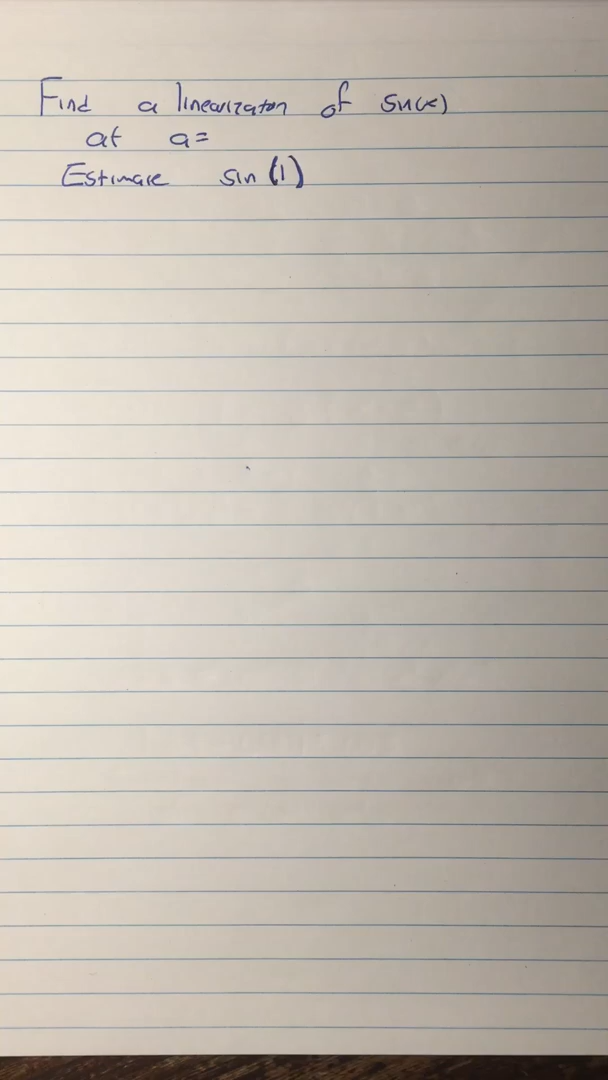 Find a linearization of sin(x)
at a=
Estimate sin(1)